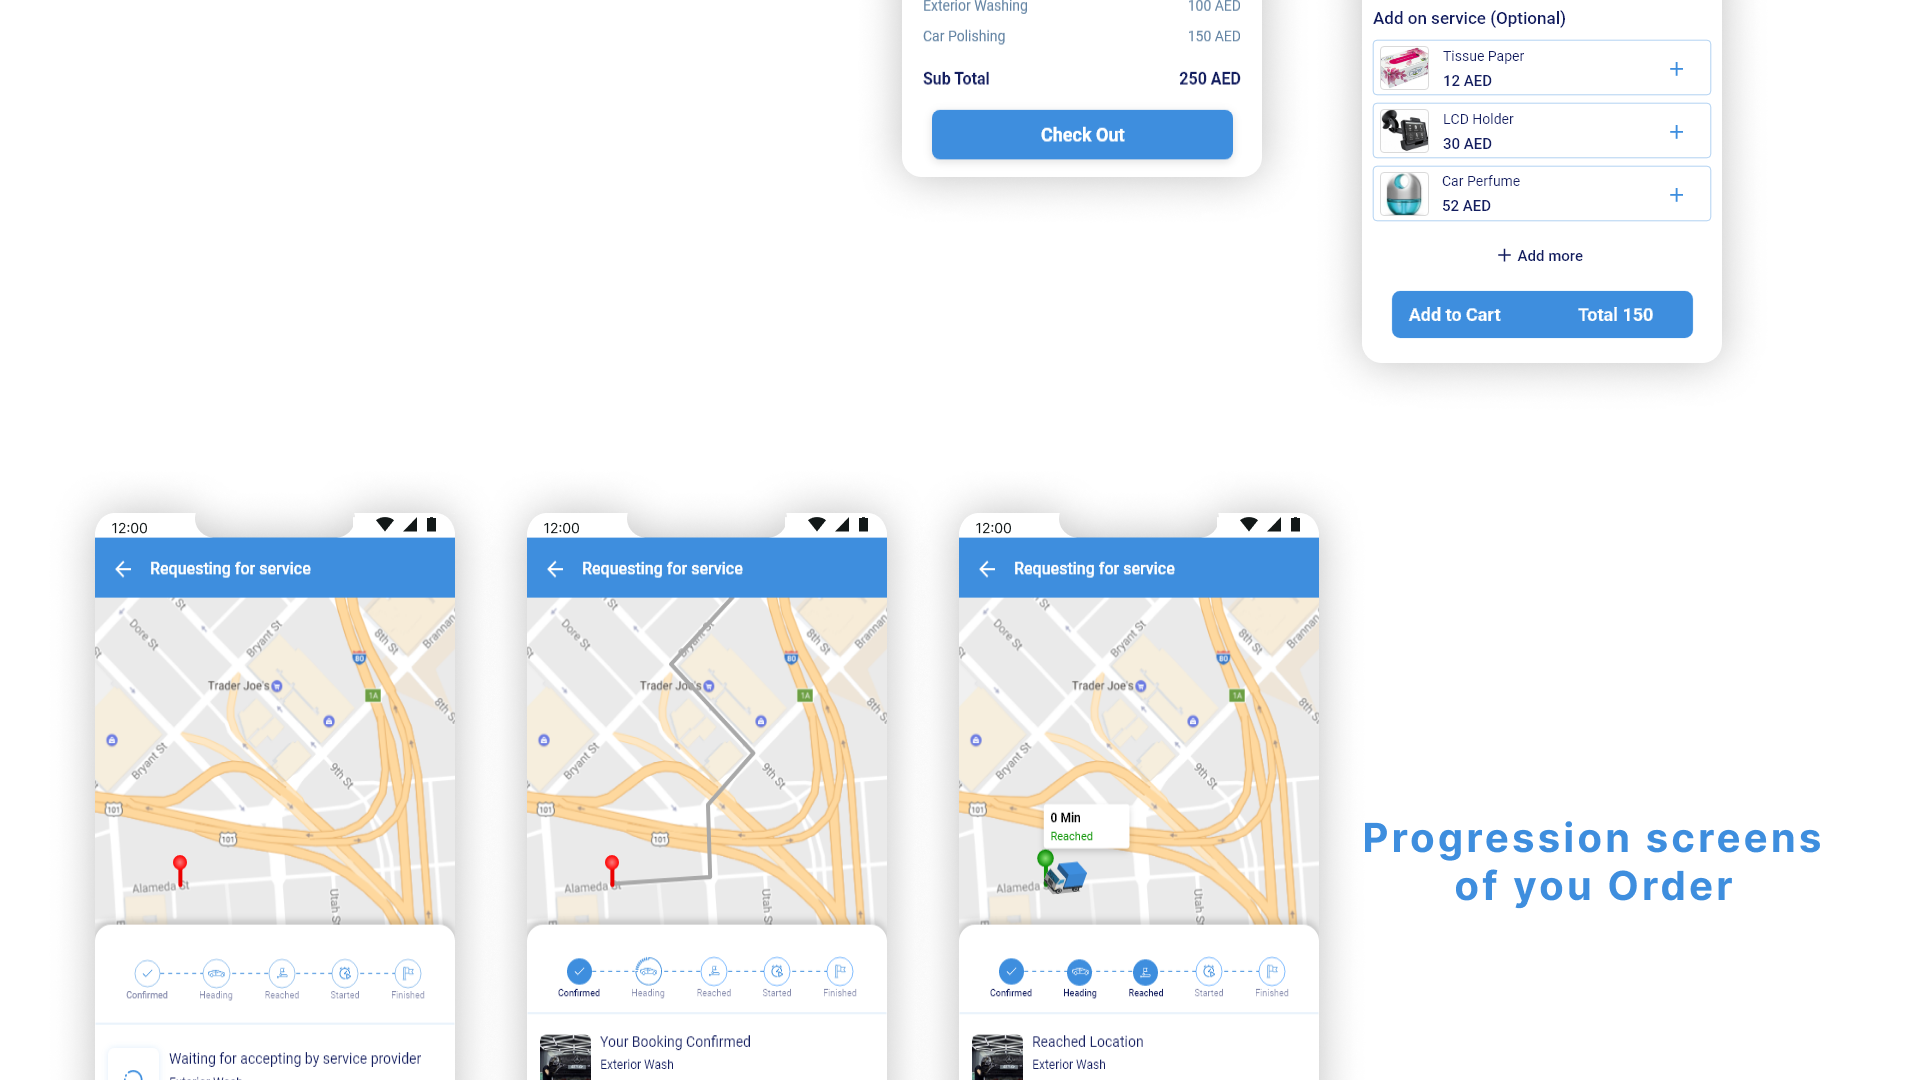 Exterior Washing 100 AED
Car Polishing 150 AED
Sub Total 250 AED
Check Out
Add on service (Optional)
Tissue Paper
12 AED
LCD Holder
30 AED
Car Perfume
52 AED
Add more
Add to Cart Total 150
12:00
Requesting for service
Dore St
Bryant St
8th St
Brannan
80
Trader Joe's
1A
8th S
Bryant St
9th St
101
101
Alameda St
Utah S
Confirmed Heading Reached Started Finished
Waiting for accepting by service provider
Exterior Wash
12:00
Requesting for service
Dore St
Bryant St
8th St
Brannan
80
Trader Joe's
1A
8th S
Bryant St
9th St
101
101
Alameda St
Utah S
Confirmed Heading Reached Started Finished
Your Booking Confirmed
Exterior Wash
12:00
Requesting for service
Dore St
Bryant St
8th St
Brannan
80
Trader Joe's
1A
8th S
Bryant St
9th St
101
101
0 Min
Reached
Alameda
Utah S
Confirmed Heading Reached Started Finished
Reached Location
Exterior Wash
Progression screens
of you Order